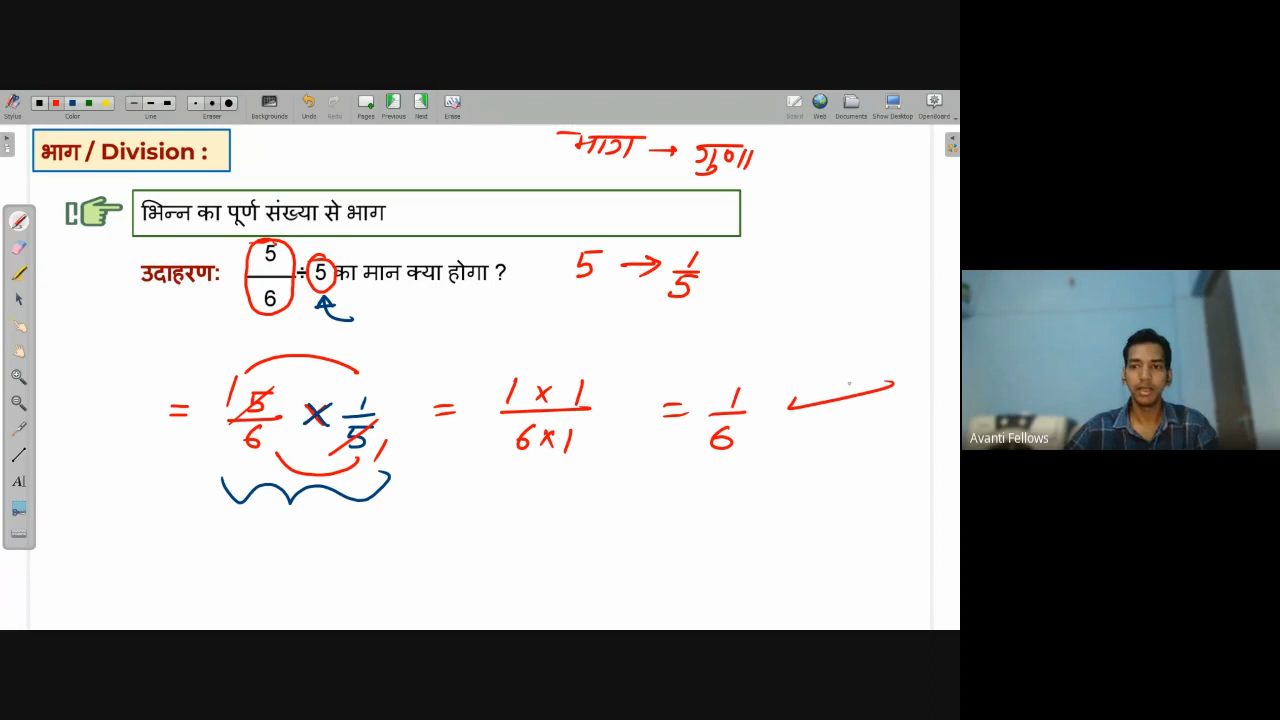 Stylus Color Line Eraser Backgrounds Undo Redo Pages Previous Next Erase Board Web Documents Show Desktop OpenBoard
भाग / Division :
भाग → गुणा
भिन्न का पूर्ण संख्या से भाग
उदाहरण: 5/6 ÷ 5 का मान क्या होगा ?
5 → 1/5
= 1 5/6 × 1/5 1 = 1 × 1 / 6 × 1 = 1/6
Avanti Fellows